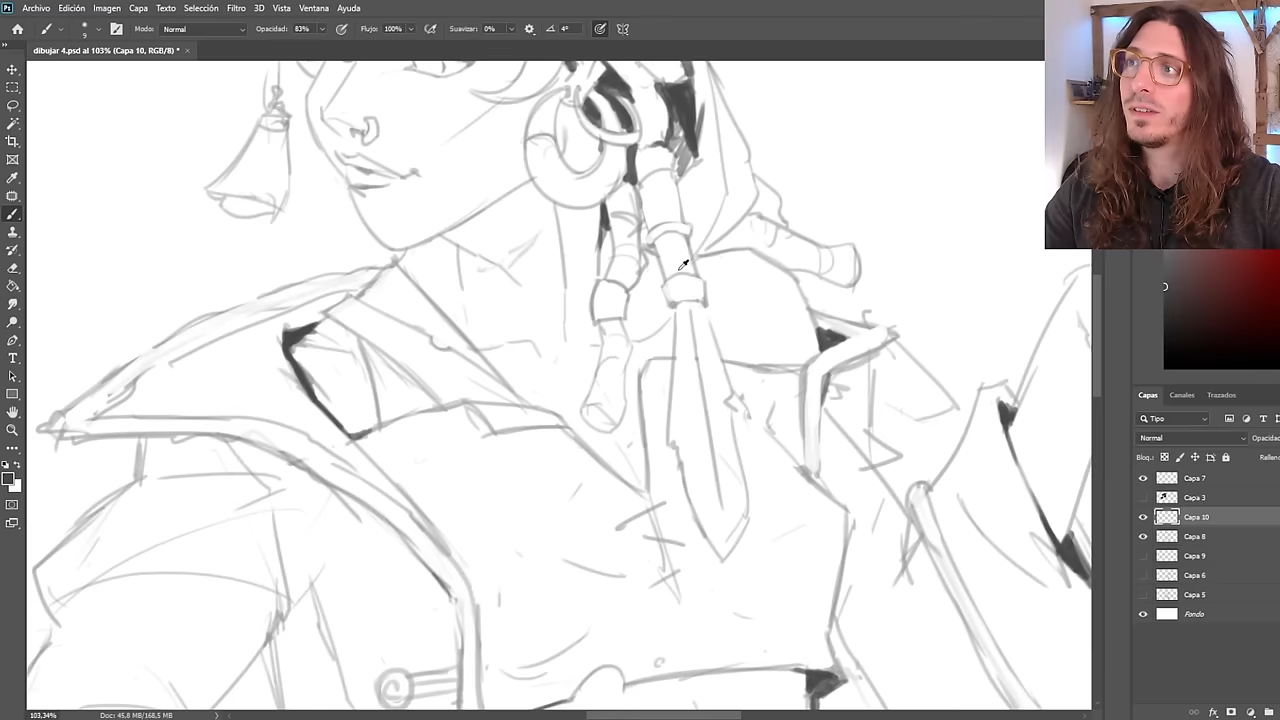 Archivo Edición Imagen Capa Texto Selección Filtro 3D Vista Ventana Ayuda
9 Modo: Normal Opacidad: 83% Flujo: 100% Suavizar: 0% 4°
dibujar 4.psd al 103% (Capa 10, RGB/8) * ×
Capas Canales Trazados
Tipo
Normal Opacidad:
Bloq.: Relleno
Capa 7
Capa 3
Capa 10
Capa 8
Capa 9
Capa 6
Capa 5
Fondo
103,34% Doc: 45,8 MB/168,5 MB